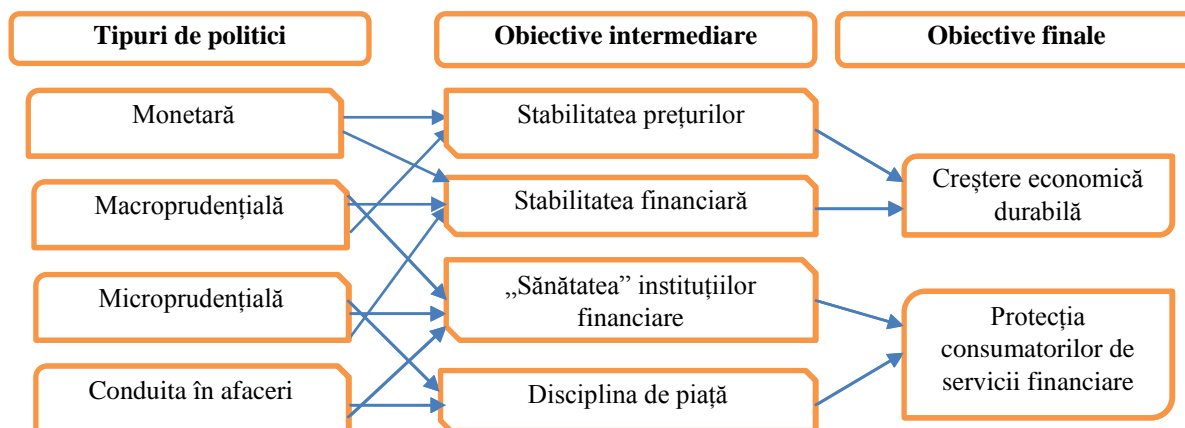 Tipuri de politici
Obiective intermediare
Obiective finale
Monetară
Macroprudențială
Microprudențială
Conduita în afaceri
Stabilitatea prețurilor
Stabilitatea financiară
„Sănătatea” instituțiilor
financiare
Disciplina de piață
Creștere economică
durabilă
Protecția
consumatorilor de
servicii financiare